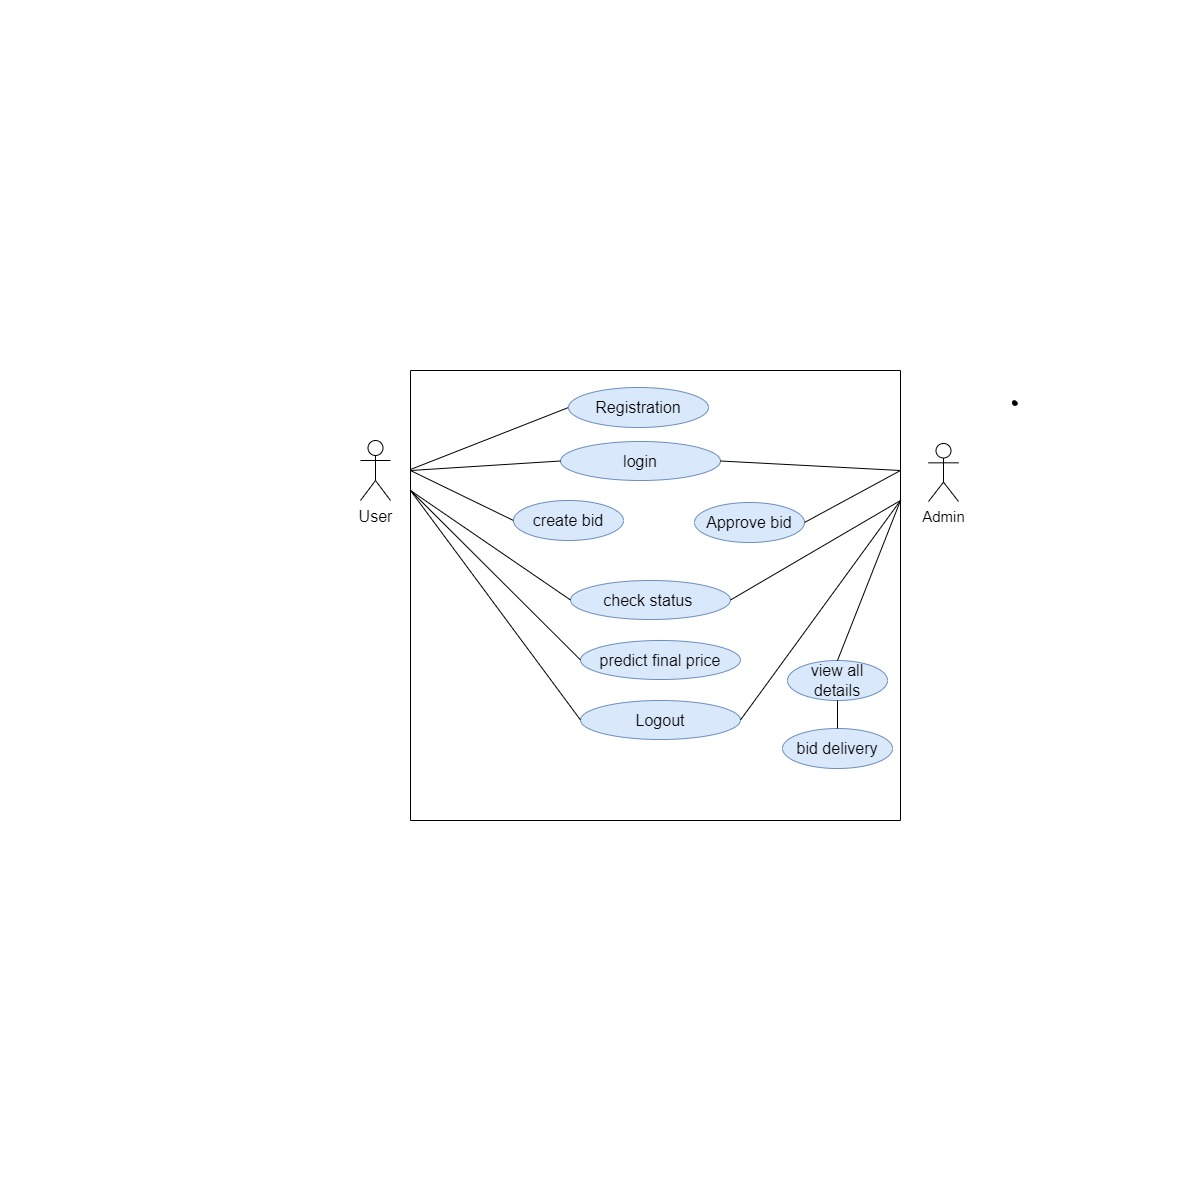 Registration
login
User
create bid
Approve bid
Admin
check status
predict final price
view all
details
Logout
bid delivery